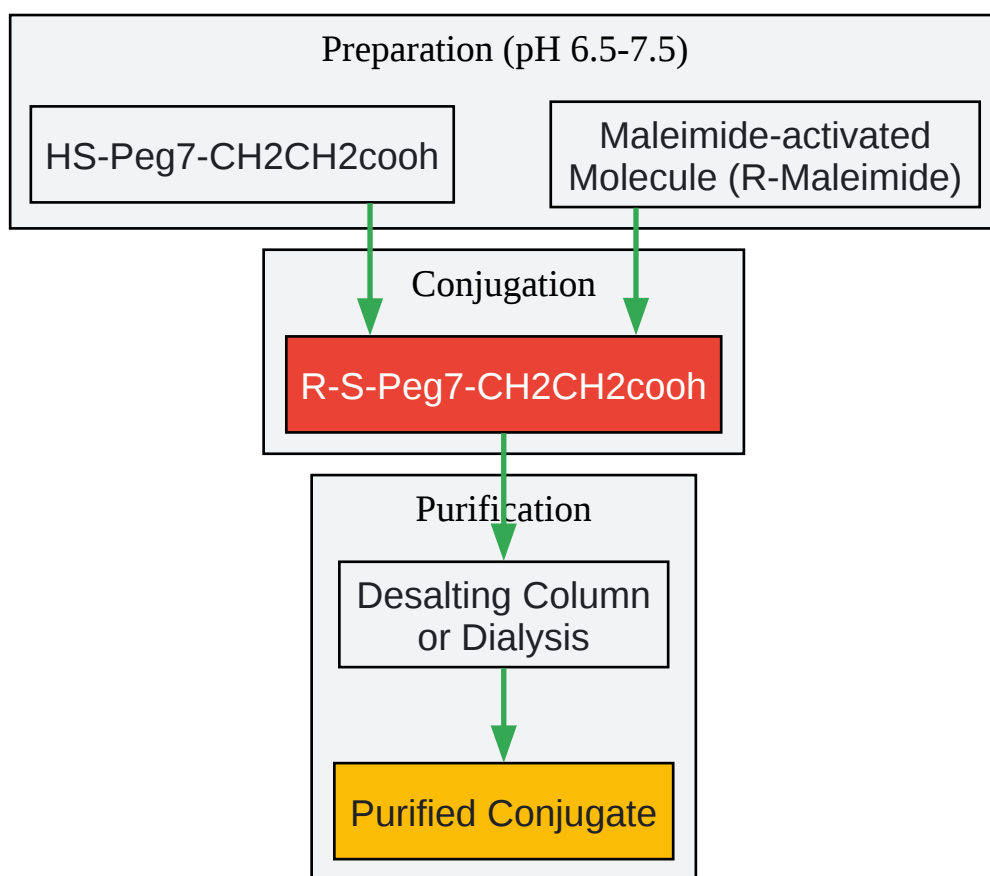 Preparation (pH 6.5-7.5)
HS-Peg7-CH2CH2cooh
Maleimide-activated
Molecule (R-Maleimide)
Conjugation
R-S-Peg7-CH2CH2cooh
Purification
Desalting Column
or Dialysis
Purified Conjugate